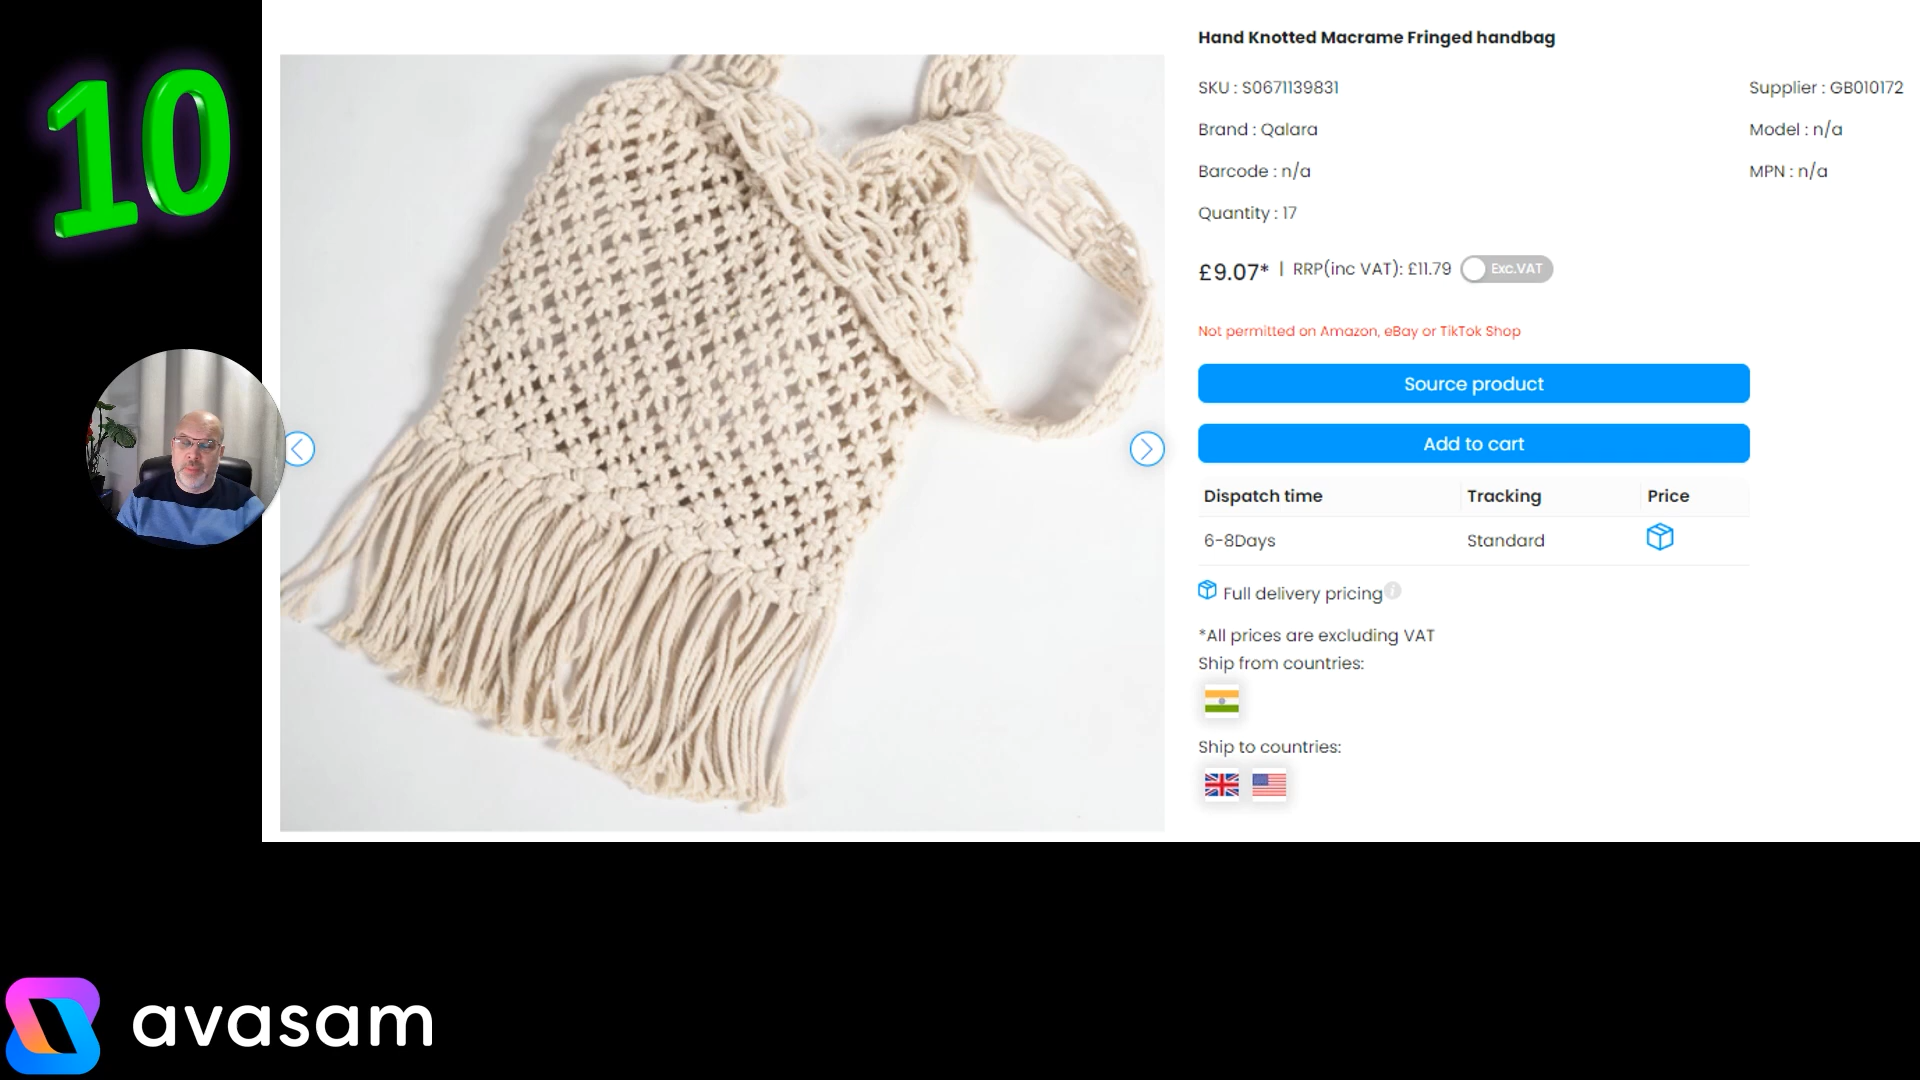 10
Hand Knotted Macrame Fringed handbag
SKU : S0671139831
Supplier : GB010172
Brand : Qalara
Model : n/a
Barcode : n/a
MPN : n/a
Quantity : 17
£9.07* | RRP(inc VAT): £11.79 Exc.VAT
Not permitted on Amazon, eBay or TikTok Shop
Source product
Add to cart
Dispatch time Tracking Price
6-8Days Standard
Full delivery pricing i
*All prices are excluding VAT
Ship from countries:
Ship to countries:
avasam